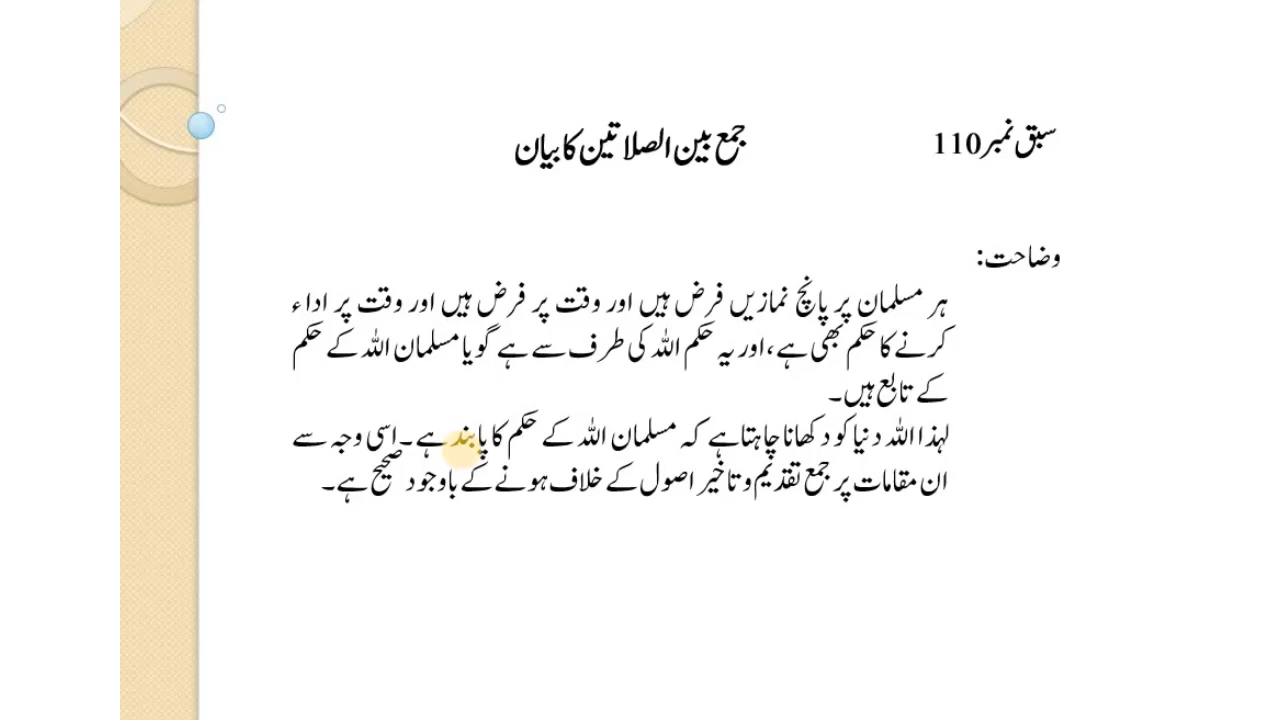 سبق نمبر 110
جمع بین الصلاتین کا بیان
وضاحت:
ہر مسلمان پر پانچ نمازیں فرض ہیں اور وقت پر فرض ہیں اور وقت پر اداء
کرنے کا حکم بھی ہے، اور یہ حکم اللہ کی طرف سے ہے گویا مسلمان اللہ کے حکم
کے تابع ہیں۔
لہذا اللہ دنیا کو دکھانا چاہتا ہے کہ مسلمان اللہ کے حکم کا پابند ہے۔ اسی وجہ سے
ان مقامات پر جمع تقدیم و تاخیر اصول کے خلاف ہونے کے باوجود صحیح ہے۔